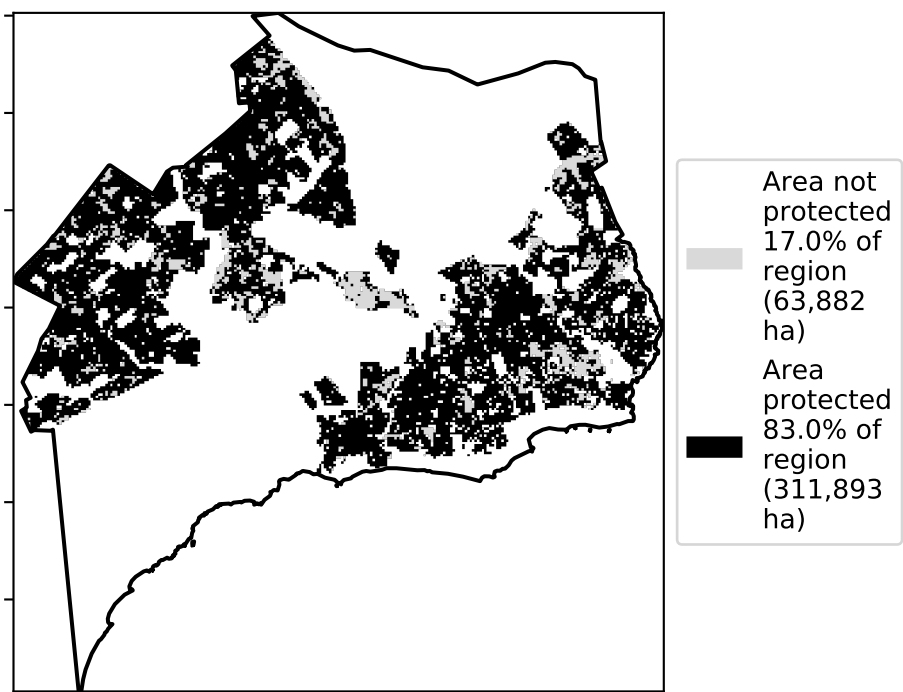 Area not
protected
17.0% of
region
(63,882
ha)
Area
protected
83.0% of
region
(311,893
ha)